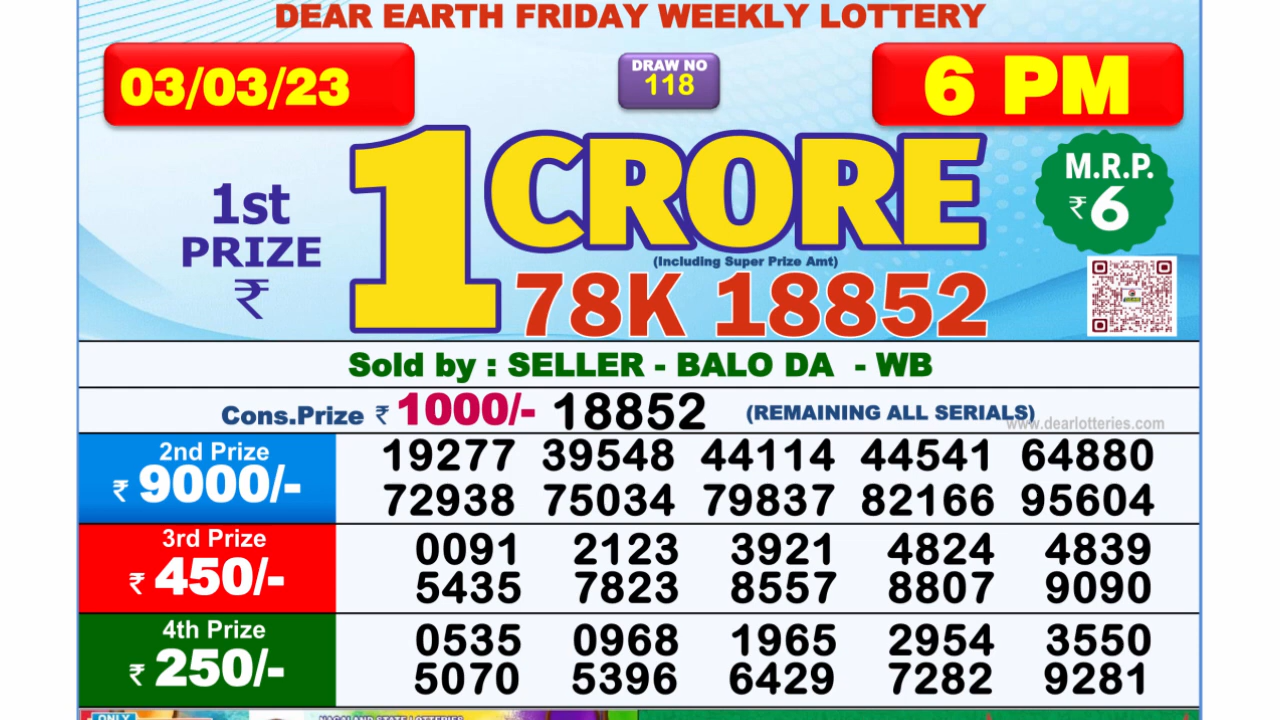 DEAR EARTH FRIDAY WEEKLY LOTTERY
03/03/23
DRAW NO
118
6 PM
1st
PRIZE
₹
1 CRORE
(Including Super Prize Amt)
M.R.P.
₹6
78K 18852
Sold by : SELLER - BALO DA - WB
Cons.Prize ₹ 1000/- 18852 (REMAINING ALL SERIALS)
www.dearlotteries.com
2nd Prize
₹ 9000/-
19277 39548 44114 44541 64880
72938 75034 79837 82166 95604
3rd Prize
₹ 450/-
0091 2123 3921 4824 4839
5435 7823 8557 8807 9090
4th Prize
₹ 250/-
0535 0968 1965 2954 3550
5070 5396 6429 7282 9281
ONLY
NAGALAND STATE LOTTERIES